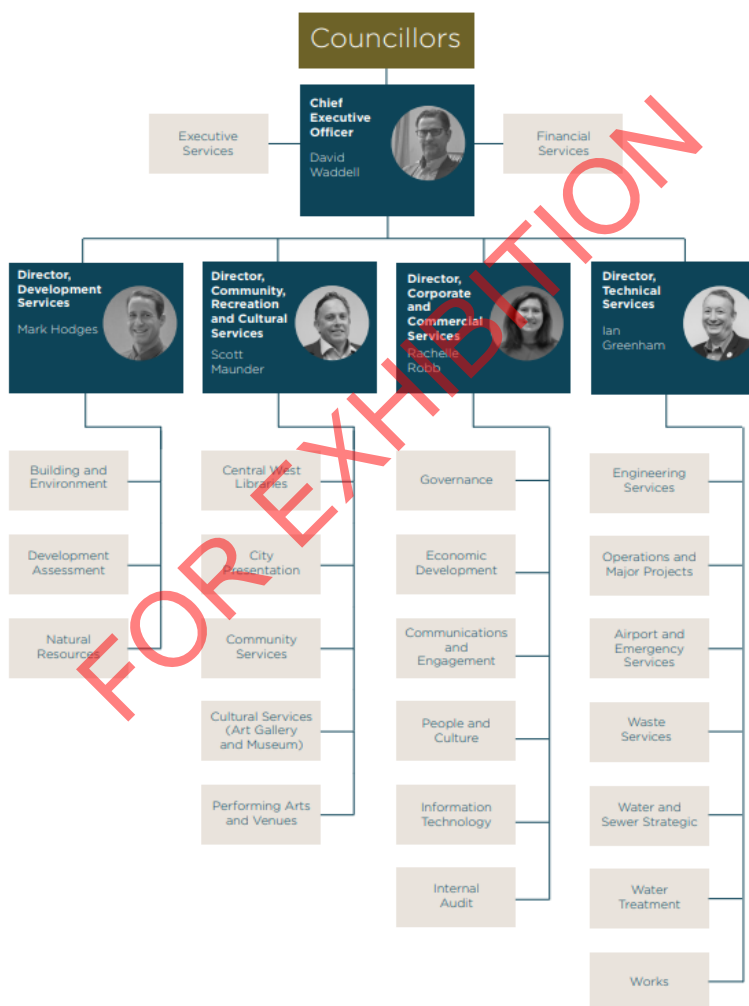 Councillors
Chief
Executive
Officer
David
Waddell
Executive
Services
Financial
Services
Director,
Development
Services
Mark Hodges
Director,
Community,
Recreation
and Cultural
Services
Scott
Maunder
Director,
Corporate
and
Commercial
Services
Rachelle
Robb
Director,
Technical
Services
Ian
Greenham
Building and
Environment
Development
Assessment
Natural
Resources
Central West
Libraries
City
Presentation
Community
Services
Cultural Services
(Art Gallery
and Museum)
Performing Arts
and Venues
Governance
Economic
Development
Communications
and
Engagement
People and
Culture
Information
Technology
Internal
Audit
Engineering
Services
Operations and
Major Projects
Airport and
Emergency
Services
Waste
Services
Water and
Sewer Strategic
Water
Treatment
Works
FOR EXHIBITION